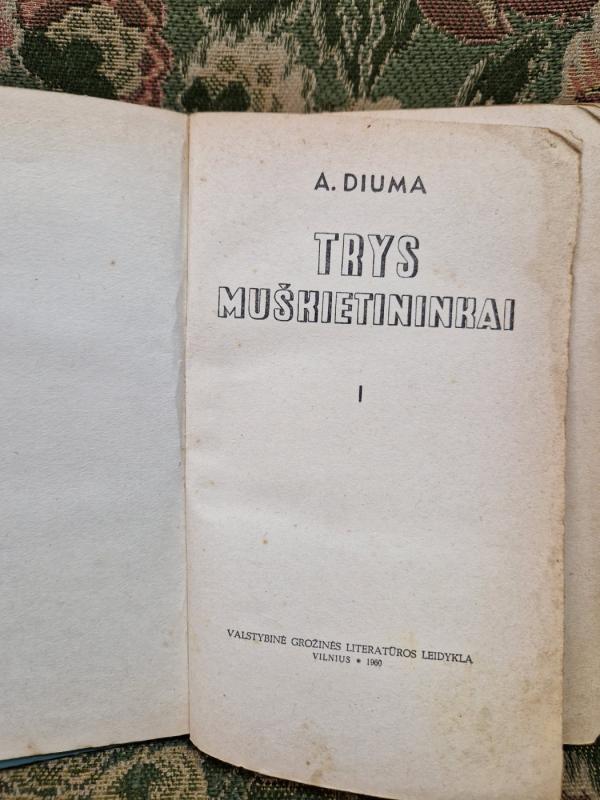 A. DIUMA
TRYS
MUŠKIETININKAI
I
VALSTYBINĖ GROŽINĖS LITERATŪROS LEIDYKLA
VILNIUS * 1960